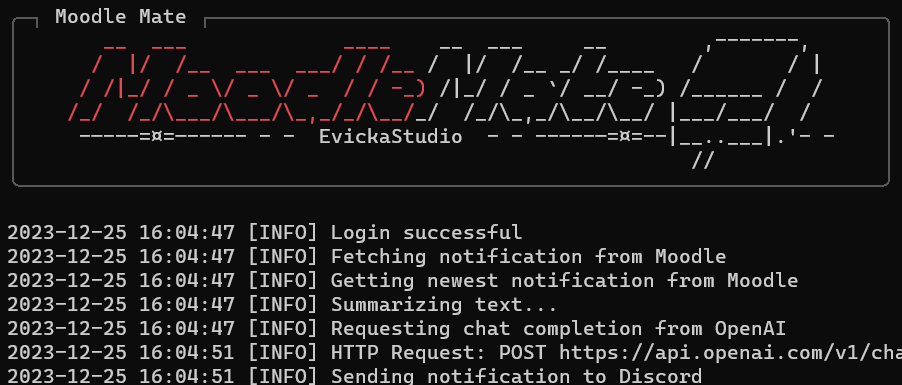 Moodle Mate
MoodleMate
EvickaStudio
2023-12-25 16:04:47 [INFO] Login successful
2023-12-25 16:04:47 [INFO] Fetching notification from Moodle
2023-12-25 16:04:47 [INFO] Getting newest notification from Moodle
2023-12-25 16:04:47 [INFO] Summarizing text...
2023-12-25 16:04:47 [INFO] Requesting chat completion from OpenAI
2023-12-25 16:04:51 [INFO] HTTP Request: POST https://api.openai.com/v1/cha
2023-12-25 16:04:51 [INFO] Sending notification to Discord